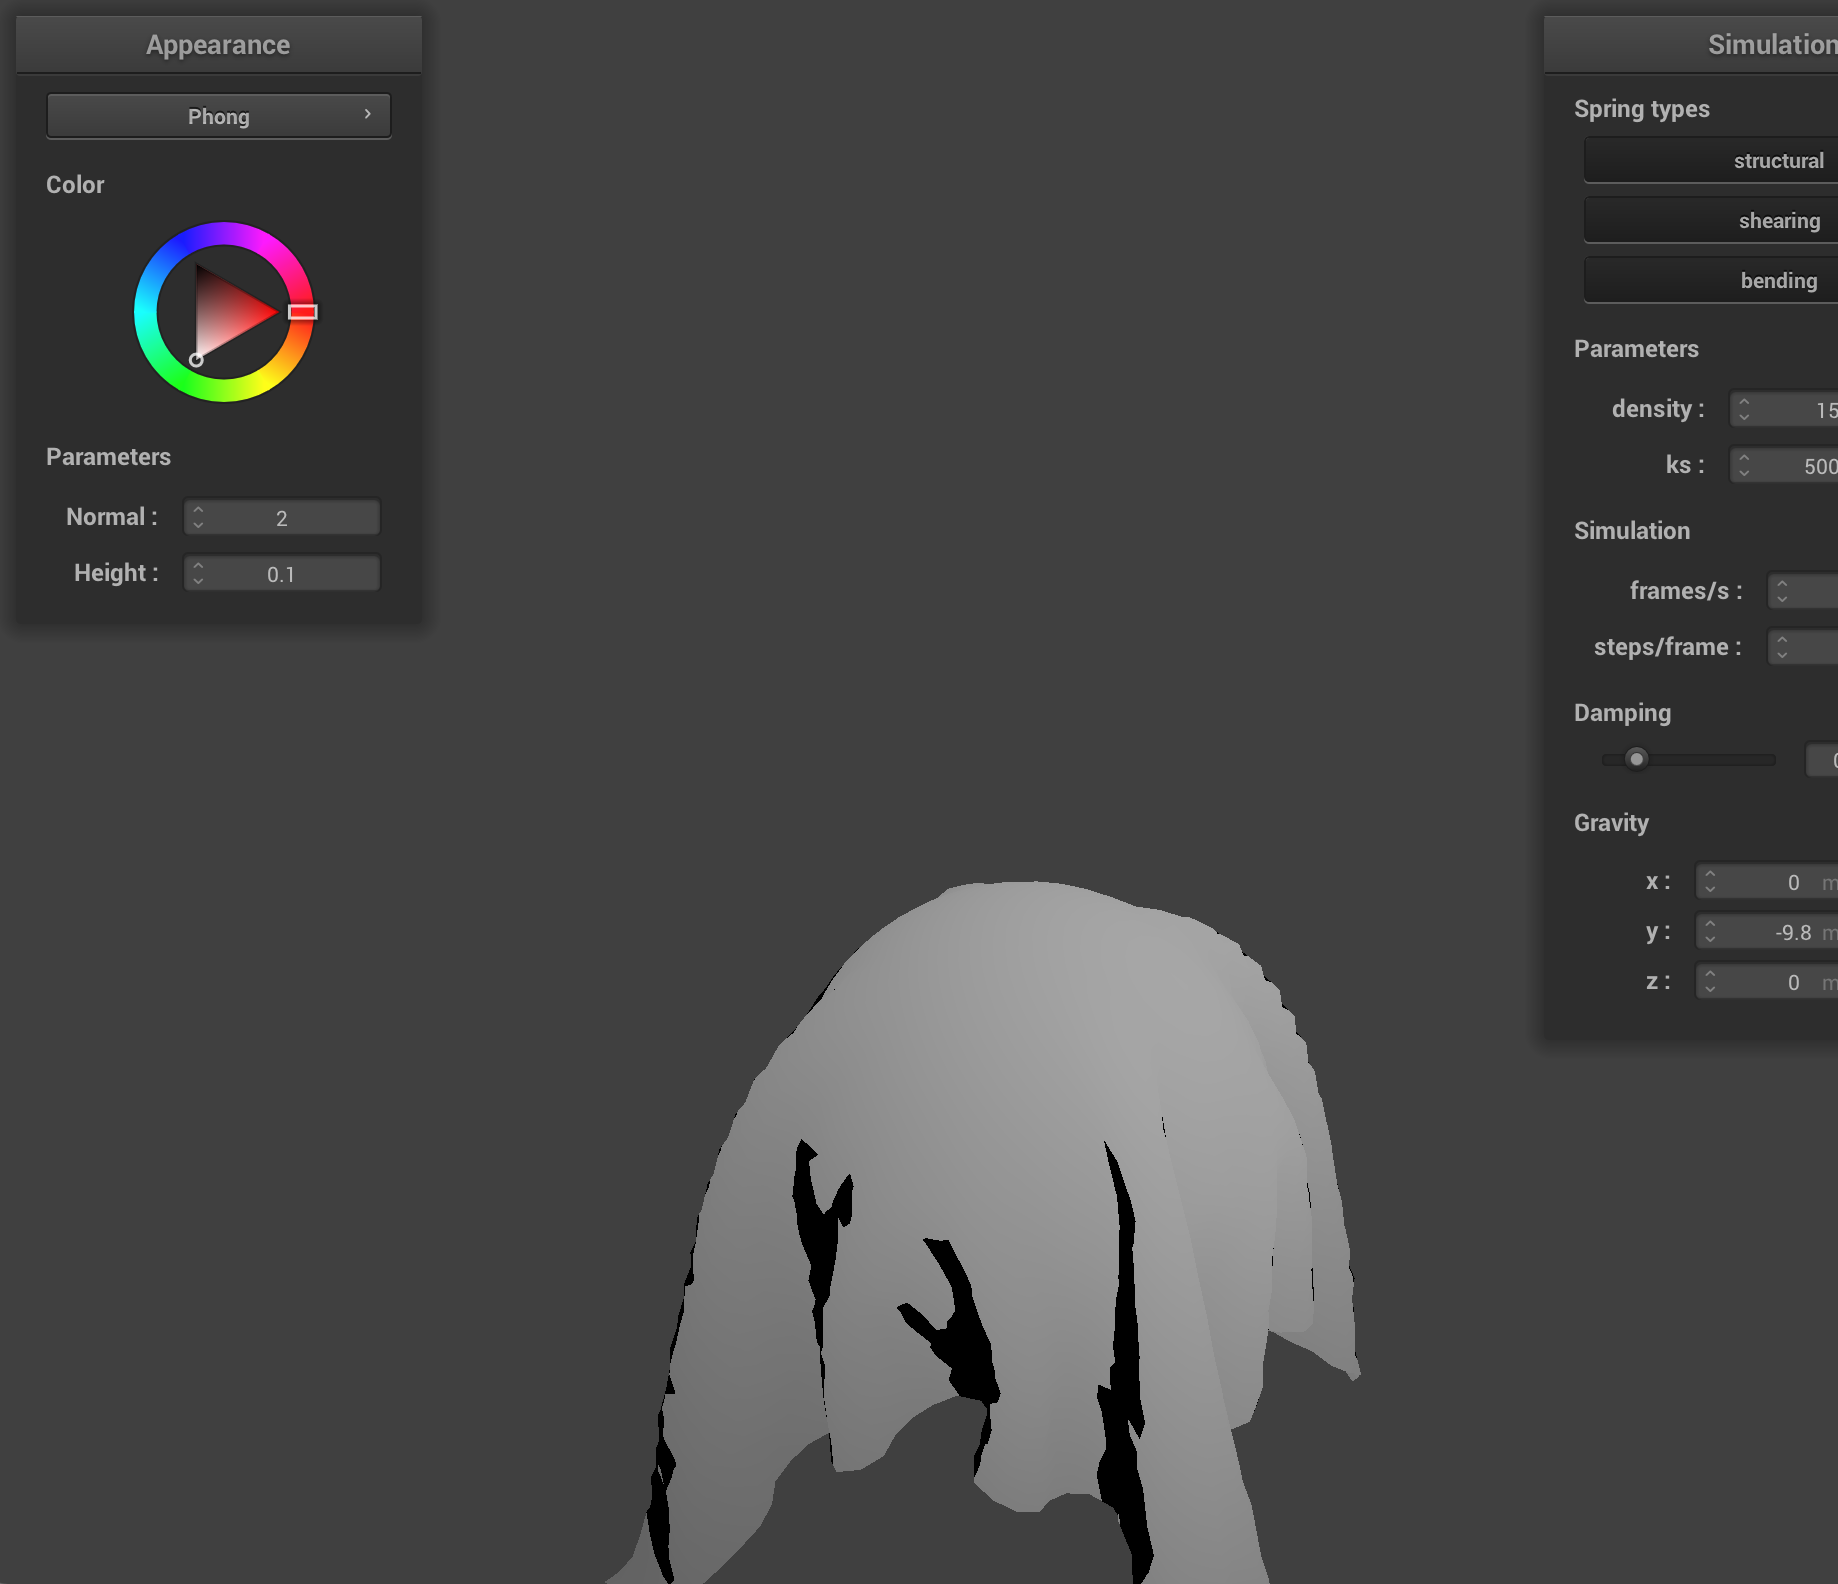 Appearance
Phong
Color
Parameters
Normal : 2
Height : 0.1
Simulation
Spring types
structural
shearing
bending
Parameters
density : 15
ks : 500
Simulation
frames/s :
steps/frame :
Damping
Gravity
x : 0 m
y : -9.8 m
z : 0 m